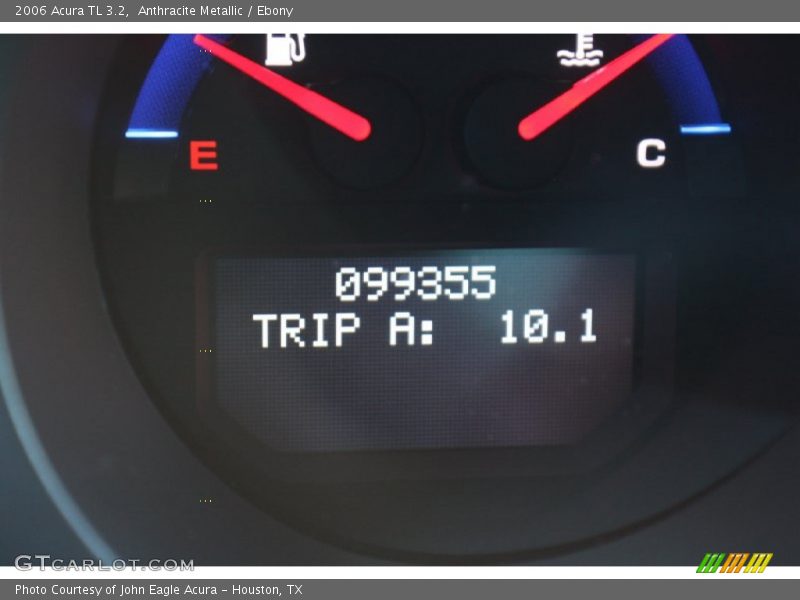 2006 Acura TL 3.2,  Anthracite Metallic / Ebony
E C
099355
TRIP A: 10.1
GTCARLOT.COM
Photo Courtesy of John Eagle Acura - Houston, TX